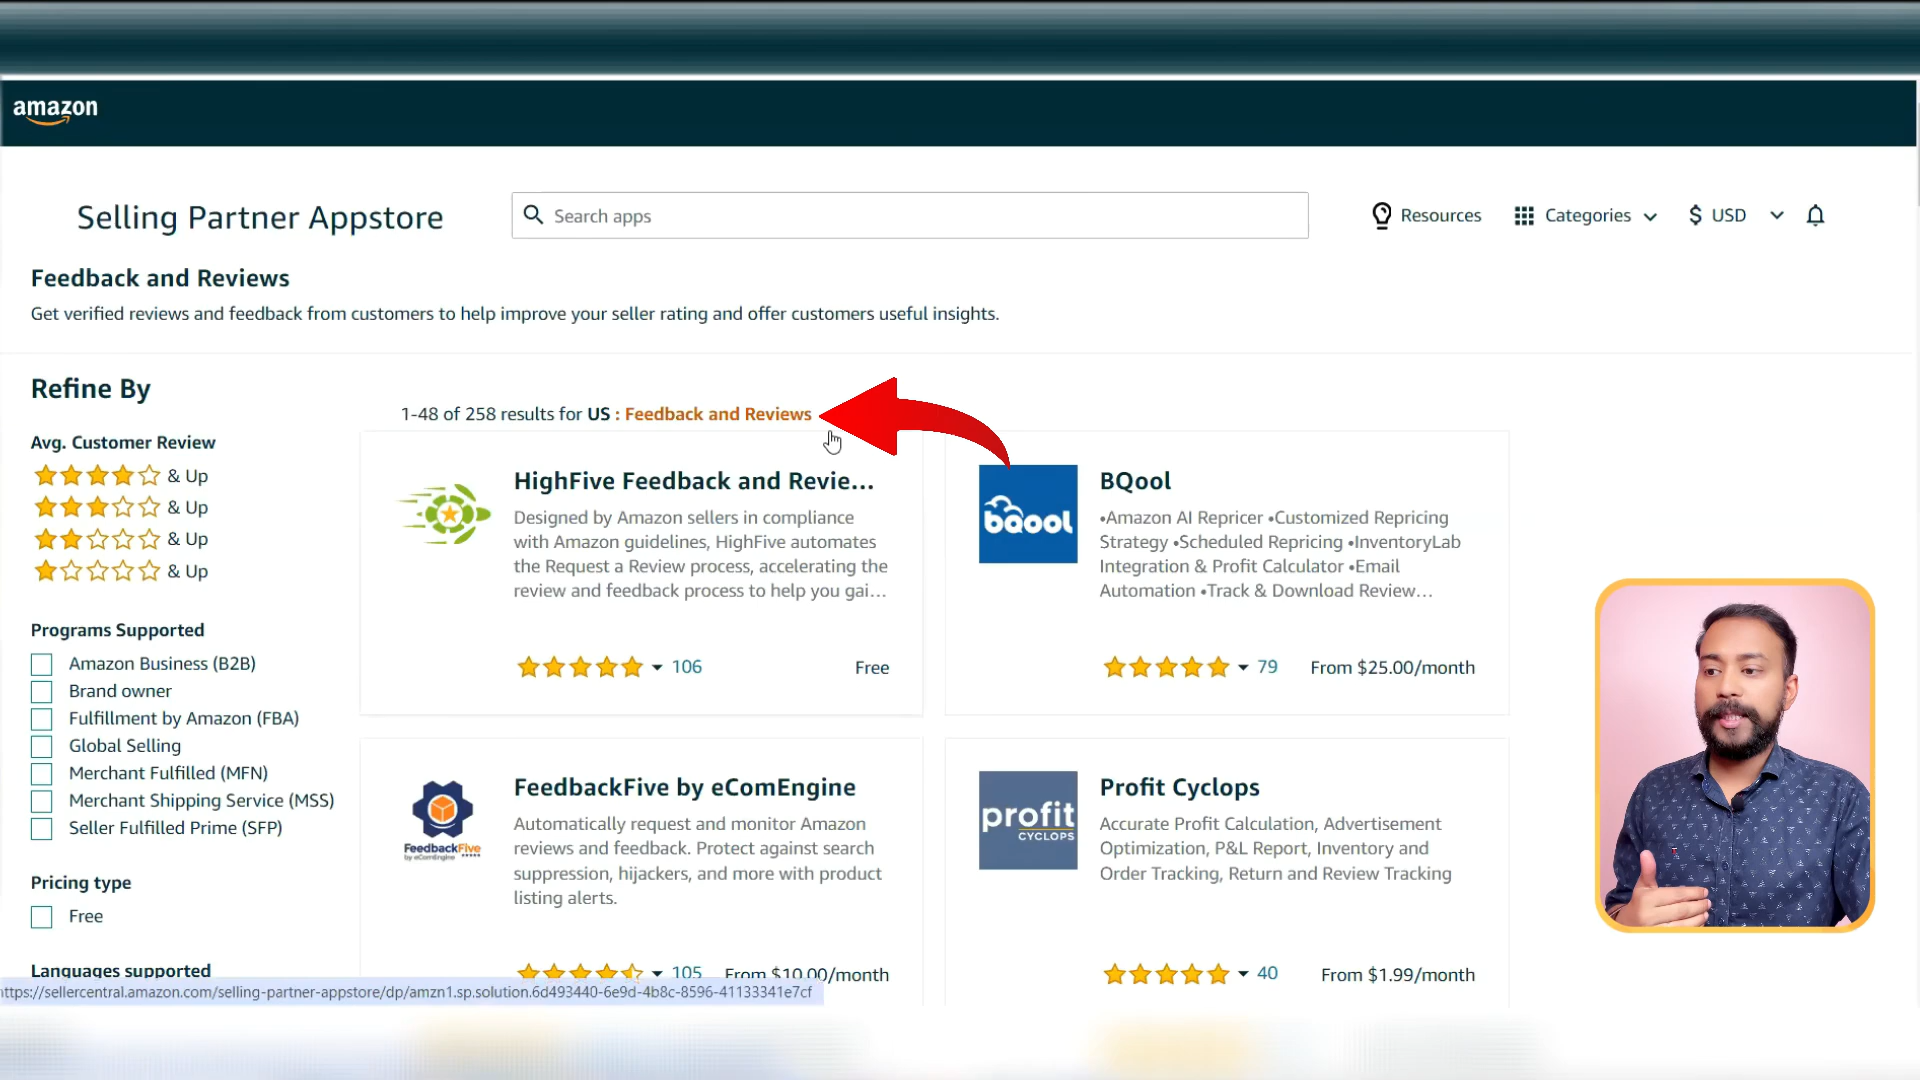 amazon
Selling Partner Appstore
Search apps
Resources
Categories
$ USD
Feedback and Reviews
Get verified reviews and feedback from customers to help improve your seller rating and offer customers useful insights.
Refine By
1-48 of 258 results for US : Feedback and Reviews
Avg. Customer Review
& Up
& Up
& Up
& Up
Programs Supported
Amazon Business (B2B)
Brand owner
Fulfillment by Amazon (FBA)
Global Selling
Merchant Fulfilled (MFN)
Merchant Shipping Service (MSS)
Seller Fulfilled Prime (SFP)
Pricing type
Free
Languages supported
HighFive Feedback and Revie...
Designed by Amazon sellers in compliance
with Amazon guidelines, HighFive automates
the Request a Review process, accelerating the
review and feedback process to help you gai...
106
Free
bqool
BQool
•Amazon AI Repricer •Customized Repricing
Strategy •Scheduled Repricing •InventoryLab
Integration & Profit Calculator •Email
Automation •Track & Download Review...
79
From $25.00/month
FeedbackFive
by eComEngine
FeedbackFive by eComEngine
Automatically request and monitor Amazon
reviews and feedback. Protect against search
suppression, hijackers, and more with product
listing alerts.
105
From $10.00/month
profit
CYCLOPS
Profit Cyclops
Accurate Profit Calculation, Advertisement
Optimization, P&L Report, Inventory and
Order Tracking, Return and Review Tracking
40
From $1.99/month
ttps://sellercentral.amazon.com/selling-partner-appstore/dp/amzn1.sp.solution.6d493440-6e9d-4b8c-8596-41133341e7cf